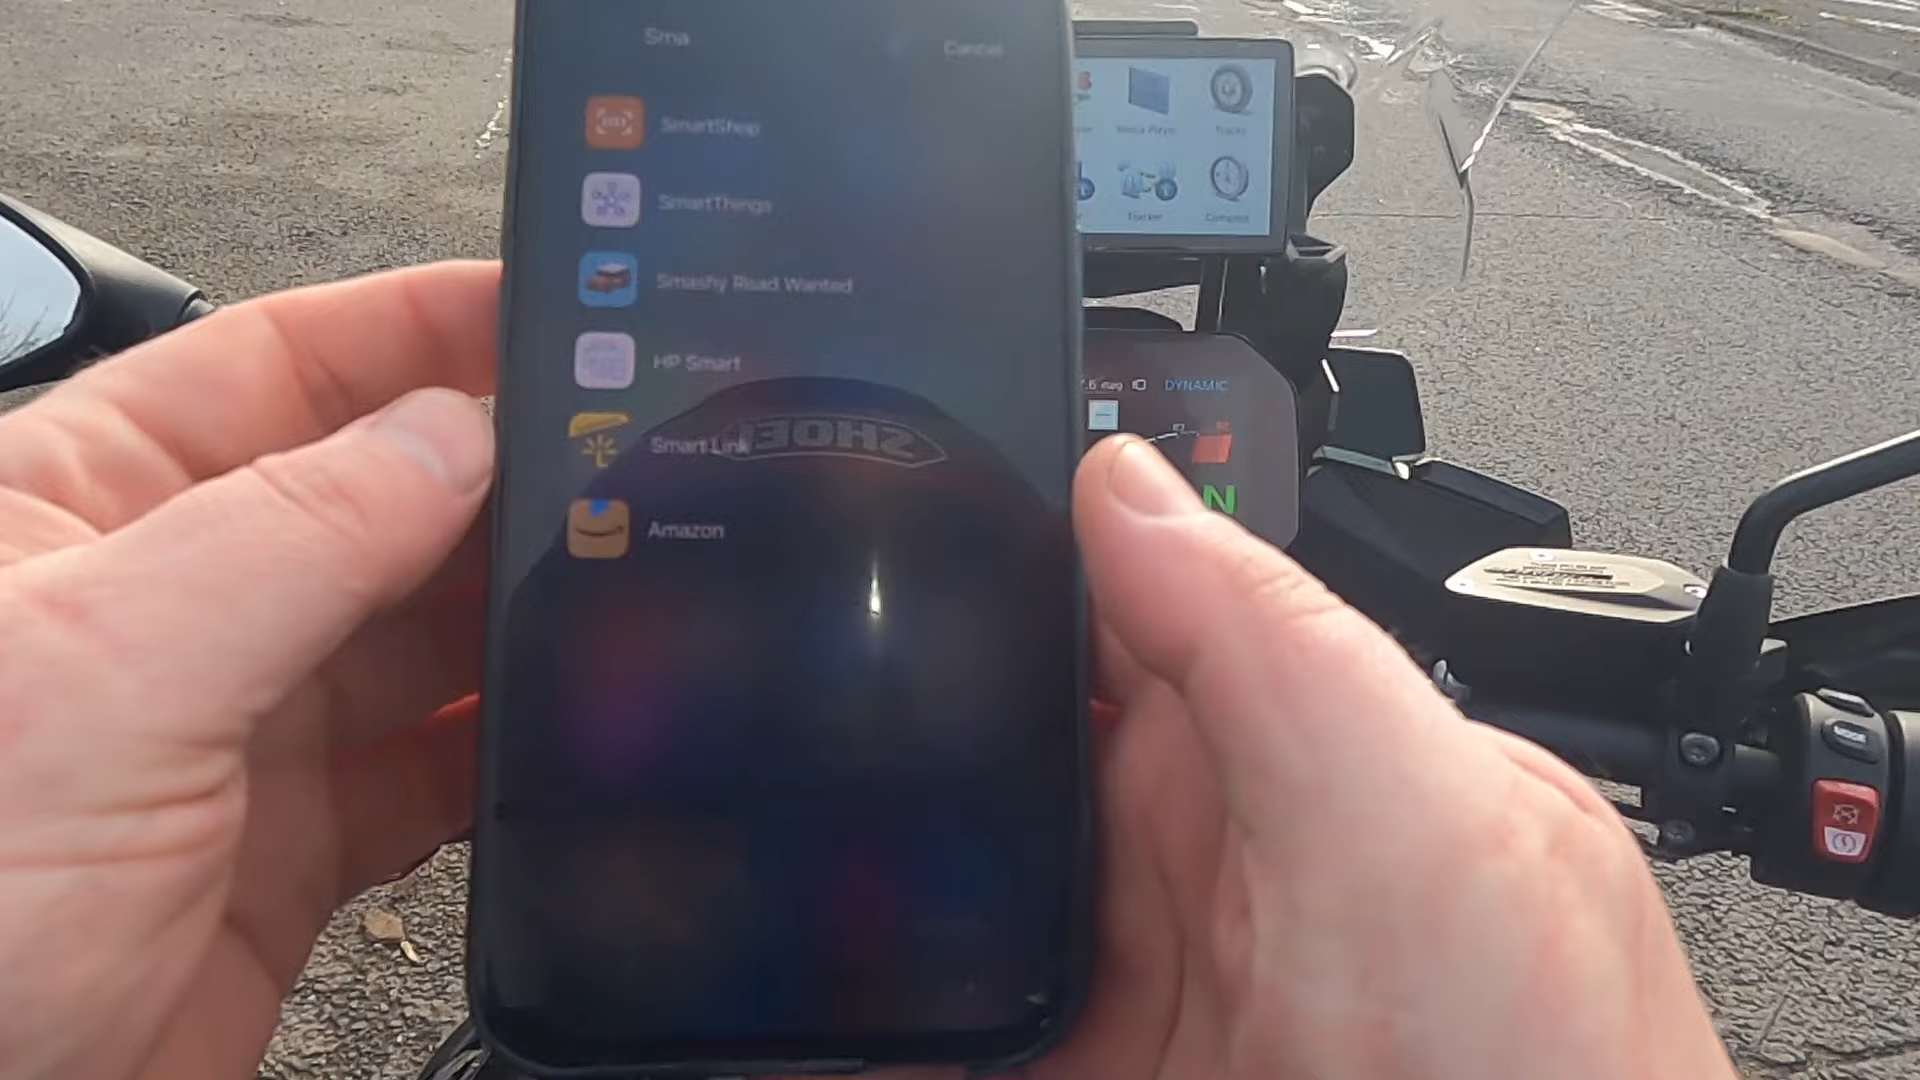 Sma
Cancel
SmartShop
SmartThings
Smashy Road Wanted
HP Smart
Smart Link
Amazon
SHOEI
Media Player
Tracks
Tracker
Compass
DYNAMIC
N
MODE